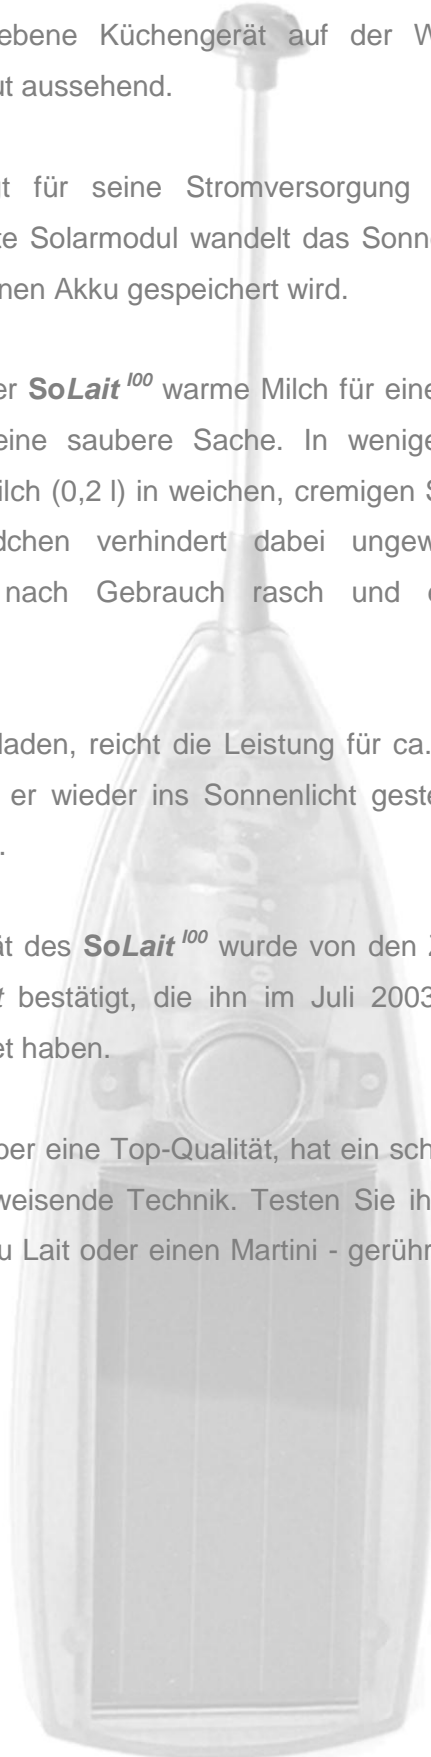 ebene Küchengerät auf der W
ut aussehend.
t für seine Stromversorgung
te Solarmodul wandelt das Sonn
nen Akku gespeichert wird.
er SoLait I00 warme Milch für eine
eine saubere Sache. In wenige
ilch (0,2 l) in weichen, cremigen S
dchen verhindert dabei ungew
nach Gebrauch rasch und
laden, reicht die Leistung für ca.
er wieder ins Sonnenlicht geste
.
ät des SoLait I00 wurde von den
t bestätigt, die ihn im Juli 2003
et haben.
ber eine Top-Qualität, hat ein sch
weisende Technik. Testen Sie ih
u Lait oder einen Martini - gerühr
SoLait I00